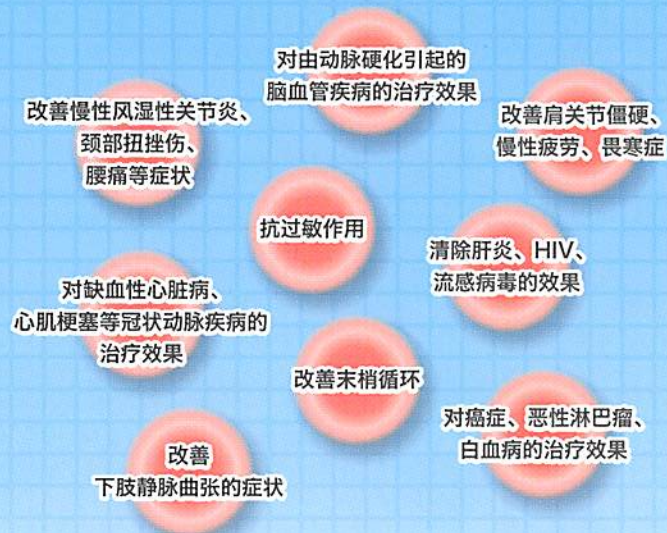 对由动脉硬化引起的
脑血管疾病的治疗效果
改善慢性风湿性关节炎、
颈部扭挫伤、
腰痛等症状
改善肩关节僵硬、
慢性疲劳、畏寒症
抗过敏作用
清除肝炎、HIV、
流感病毒的效果
对缺血性心脏病、
心肌梗塞等冠状动脉疾病的
治疗效果
改善末梢循环
对癌症、恶性淋巴瘤、
白血病的治疗效果
改善
下肢静脉曲张的症状